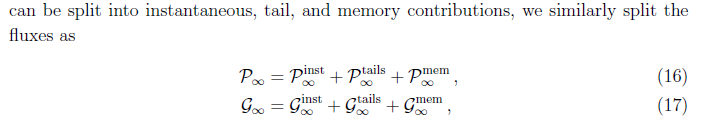 can be split into instantaneous, tail, and memory contributions, we similarly split the
fluxes as
𝒫∞ = 𝒫∞^inst + 𝒫∞^tails + 𝒫∞^mem , (16)
𝒢∞ = 𝒢∞^inst + 𝒢∞^tails + 𝒢∞^mem , (17)